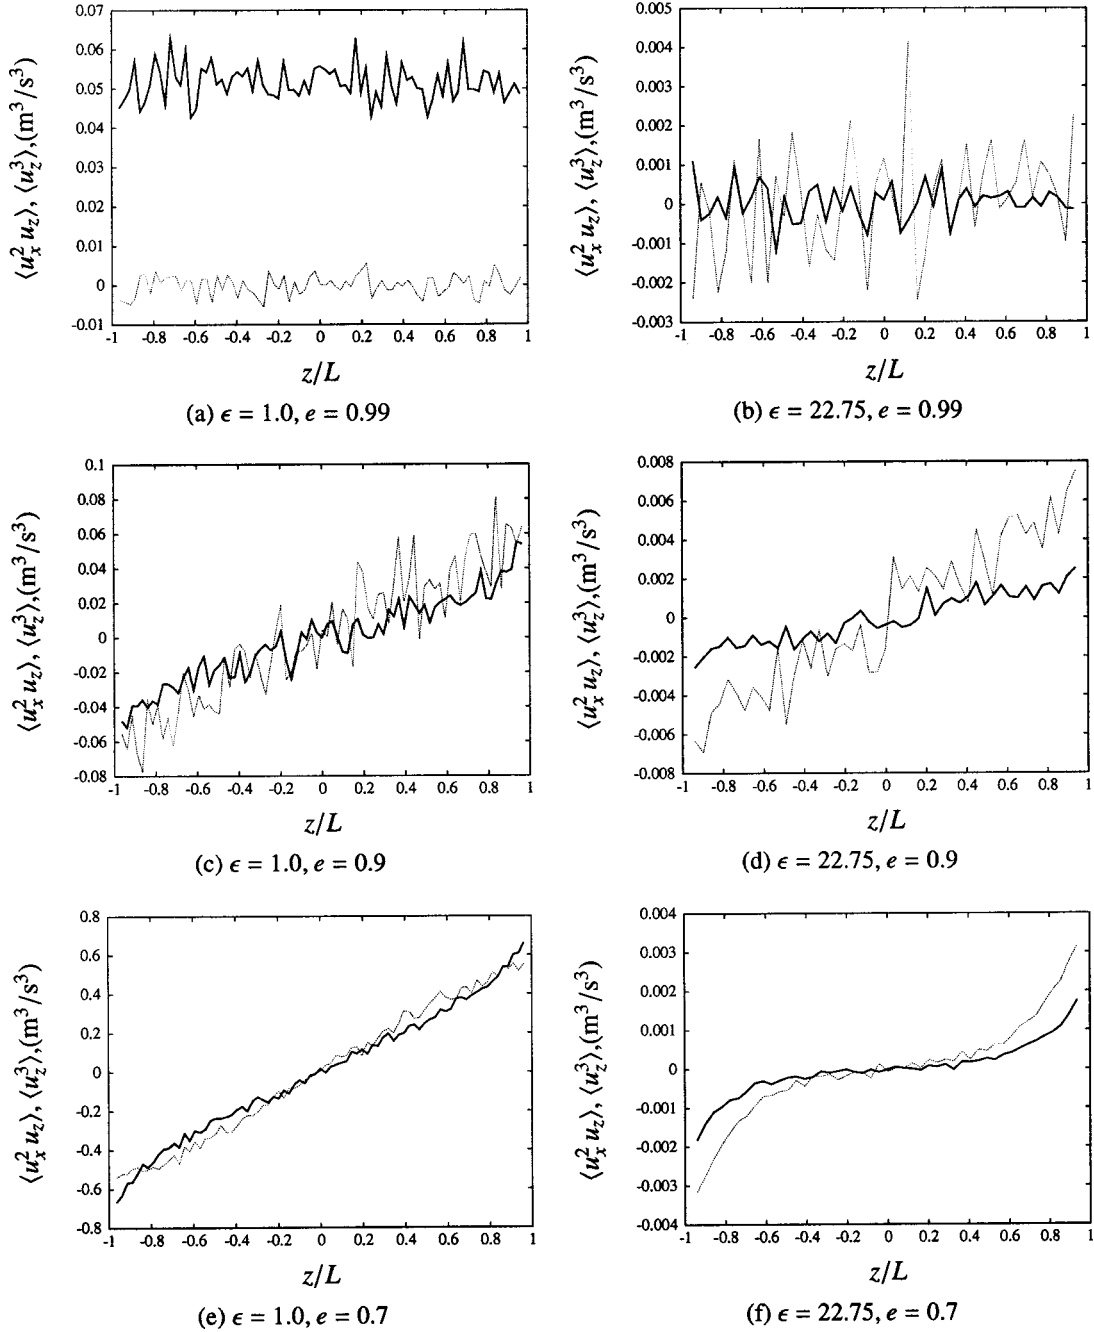 0.07
0.06
0.05
0.04
0.03
0.02
0.01
0
-0.01
⟨u_x^2 u_z⟩, ⟨u_z^3⟩,(m^3/s^3)
-1 -0.8 -0.6 -0.4 -0.2 0 0.2 0.4 0.6 0.8 1
z/L
(a) ϵ = 1.0, e = 0.99
0.005
0.004
0.003
0.002
0.001
0
-0.001
-0.002
-0.003
⟨u_x^2 u_z⟩, ⟨u_z^3⟩,(m^3/s^3)
-1 -0.8 -0.6 -0.4 -0.2 0 0.2 0.4 0.6 0.8 1
z/L
(b) ϵ = 22.75, e = 0.99
0.1
0.08
0.06
0.04
0.02
0
-0.02
-0.04
-0.06
-0.08
⟨u_x^2 u_z⟩, ⟨u_z^3⟩,(m^3/s^3)
-1 -0.8 -0.6 -0.4 -0.2 0 0.2 0.4 0.6 0.8 1
z/L
(c) ϵ = 1.0, e = 0.9
0.008
0.006
0.004
0.002
0
-0.002
-0.004
-0.006
-0.008
⟨u_x^2 u_z⟩, ⟨u_z^3⟩,(m^3/s^3)
-1 -0.8 -0.6 -0.4 -0.2 0 0.2 0.4 0.6 0.8 1
z/L
(d) ϵ = 22.75, e = 0.9
0.8
0.6
0.4
0.2
0
-0.2
-0.4
-0.6
-0.8
⟨u_x^2 u_z⟩, ⟨u_z^3⟩,(m^3/s^3)
-1 -0.8 -0.6 -0.4 -0.2 0 0.2 0.4 0.6 0.8 1
z/L
(e) ϵ = 1.0, e = 0.7
0.004
0.003
0.002
0.001
0
-0.001
-0.002
-0.003
-0.004
⟨u_x^2 u_z⟩, ⟨u_z^3⟩,(m^3/s^3)
-1 -0.8 -0.6 -0.4 -0.2 0 0.2 0.4 0.6 0.8 1
z/L
(f) ϵ = 22.75, e = 0.7